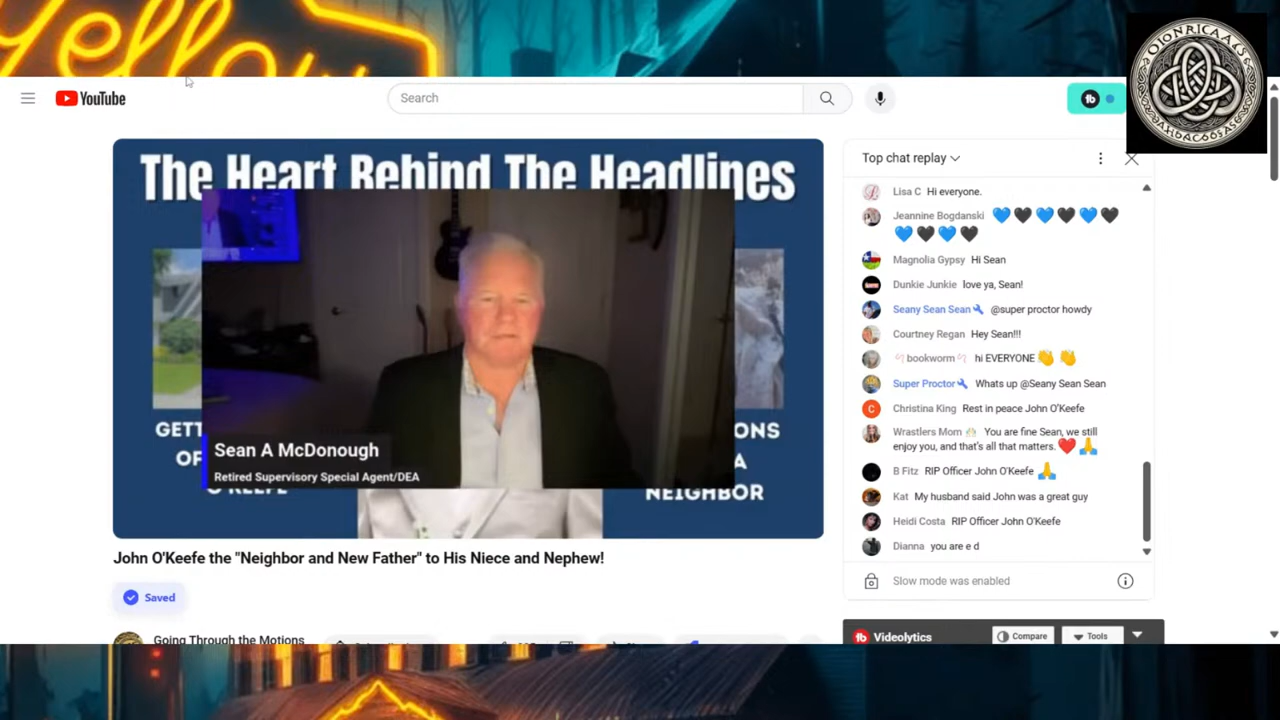 Yellow
YouTube
Search
The Heart Behind The Headlines
GETT
OF
ONS
A
NEIGHBOR
Sean A McDonough
Retired Supervisory Special Agent/DEA
John O'Keefe the "Neighbor and New Father" to His Niece and Nephew!
Saved
Going Through the Motions
Top chat replay
Lisa C Hi everyone.
Jeannine Bogdanski 💙🖤💙🖤💙🖤
💙🖤💙🖤
Magnolia Gypsy Hi Sean
Dunkie Junkie love ya, Sean!
Seany Sean Sean @super proctor howdy
Courtney Regan Hey Sean!!!
bookworm hi EVERYONE 👋 👋
Super Proctor Whats up @Seany Sean Sean
Christina King Rest in peace John O'Keefe
Wrastlers Mom You are fine Sean, we still
enjoy you, and that's all that matters. ❤️ 🙏
B Fitz RIP Officer John O'Keefe 🙏
Kat My husband said John was a great guy
Heidi Costa RIP Officer John O'Keefe
Dianna you are e d
Slow mode was enabled
tb Videolytics
Compare
Tools